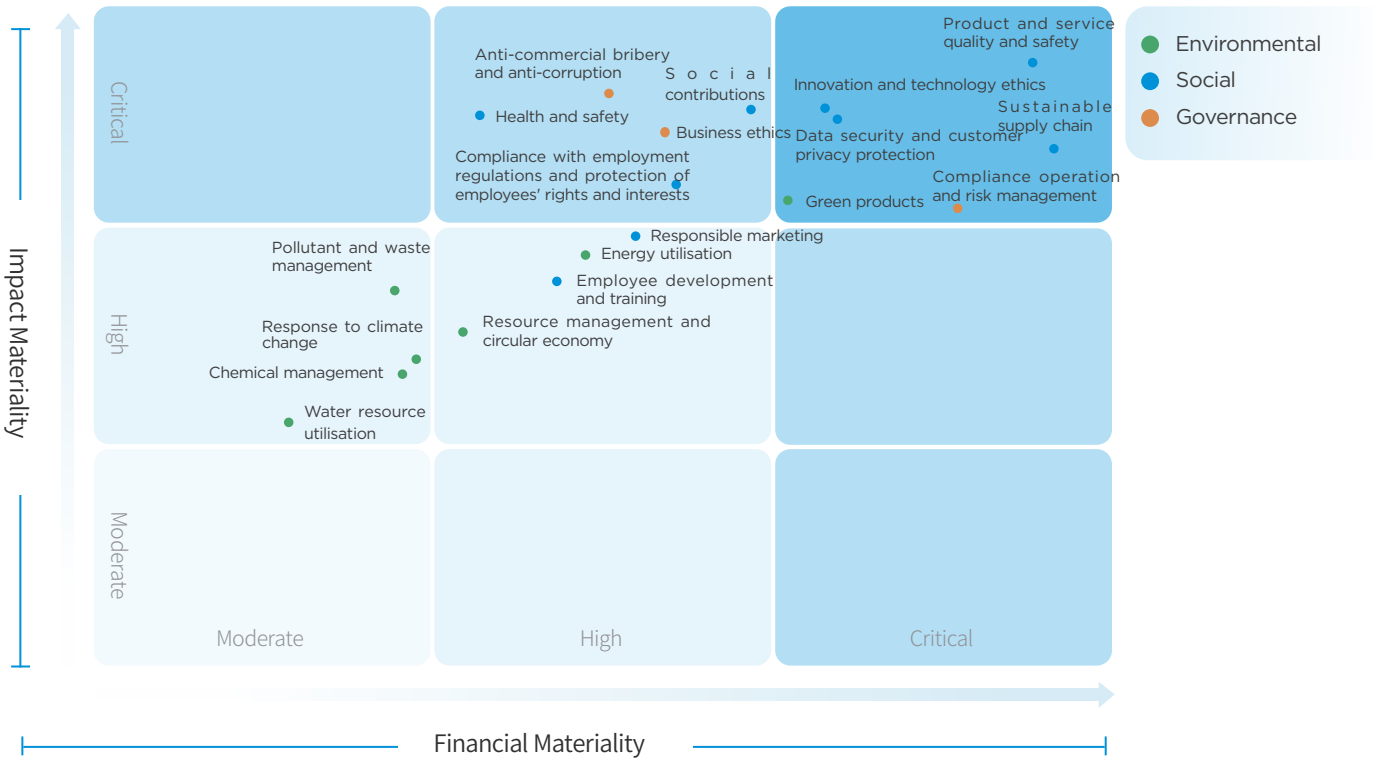 Product and service
quality and safety
Environmental
Social
Governance
Anti-commercial bribery
and anti-corruption
Social
contributions
Innovation and technology ethics
Critical
Health and safety
Sustainable
supply chain
Business ethics
Data security and customer
privacy protection
Compliance with employment
regulations and protection of
employees' rights and interests
Compliance operation
and risk management
Green products
Responsible marketing
Pollutant and waste
management
Energy utilisation
Employee development
and training
Impact Materiality
High
Response to climate
change
Resource management and
circular economy
Chemical management
Water resource
utilisation
Moderate
Moderate
High
Critical
Financial Materiality